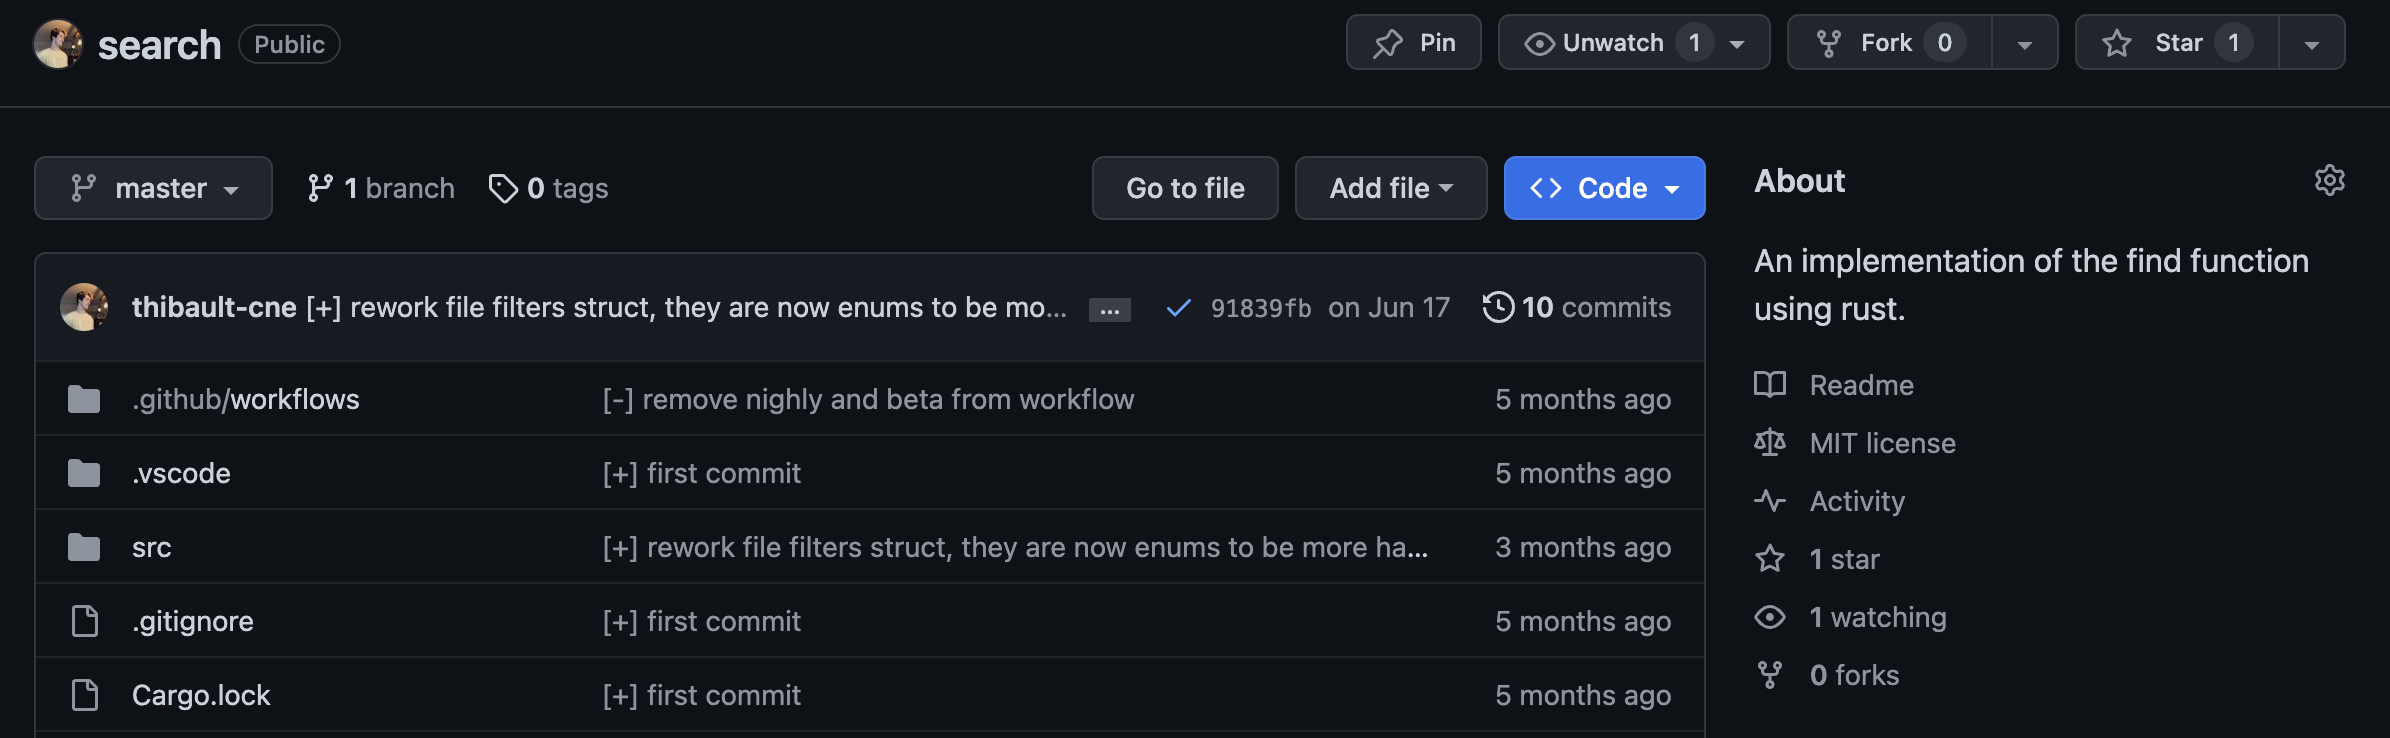 search Public
Pin
Unwatch 1
Fork 0
Star 1
master
1 branch
0 tags
Go to file
Add file
Code
thibault-cne [+] rework file filters struct, they are now enums to be mo... ... 91839fb on Jun 17 10 commits
.github/workflows [-] remove nighly and beta from workflow 5 months ago
.vscode [+] first commit 5 months ago
src [+] rework file filters struct, they are now enums to be more ha... 3 months ago
.gitignore [+] first commit 5 months ago
Cargo.lock [+] first commit 5 months ago
About
An implementation of the find function
using rust.
Readme
MIT license
Activity
1 star
1 watching
0 forks